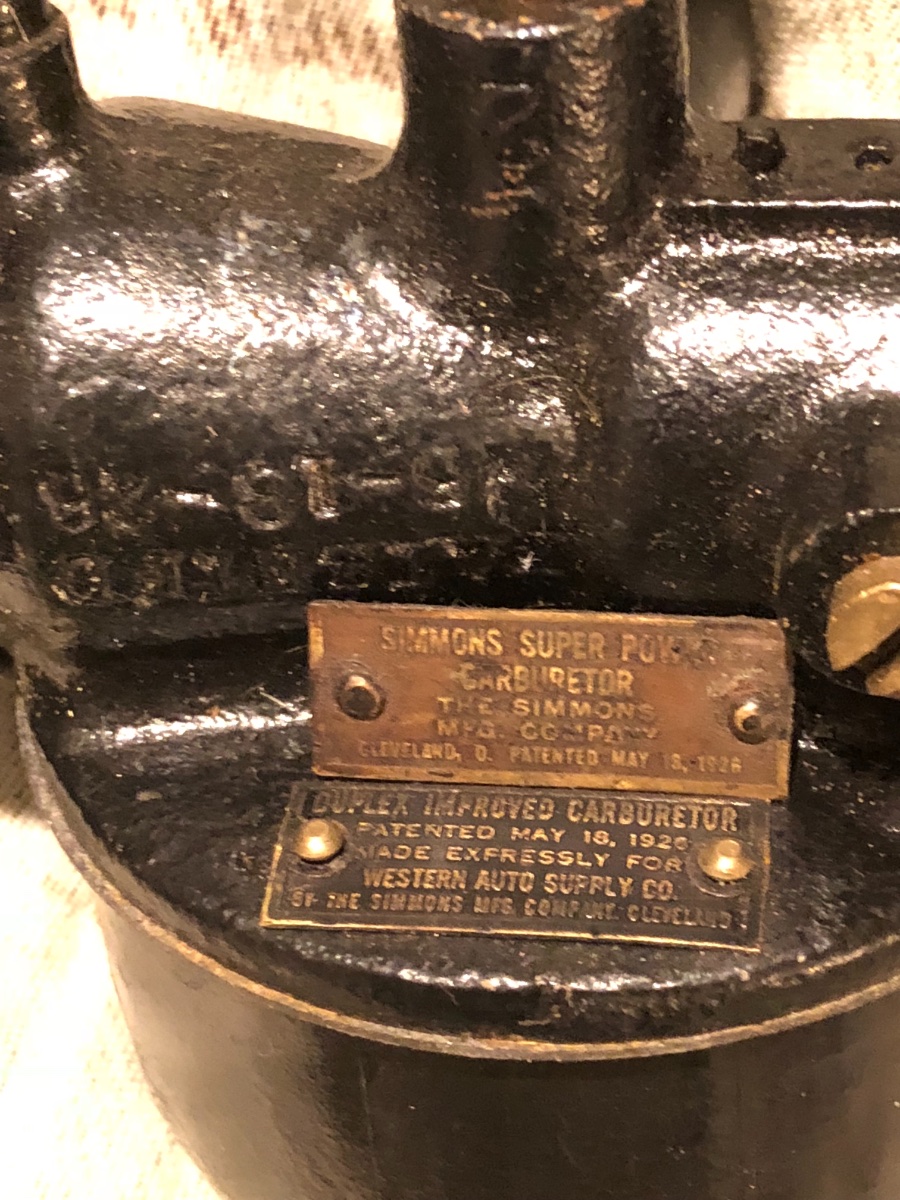 SIMMONS SUPER POWER
CARBURETOR
THE SIMMONS
MFG. COMPANY
CLEVELAND, O. PATENTED MAY 18, 1926
DUPLEX IMPROVED CARBURETOR
PATENTED MAY 18, 1926
MADE EXPRESSLY FOR
WESTERN AUTO SUPPLY CO.
BY THE SIMMONS MFG. COMPANY. CLEVELAND